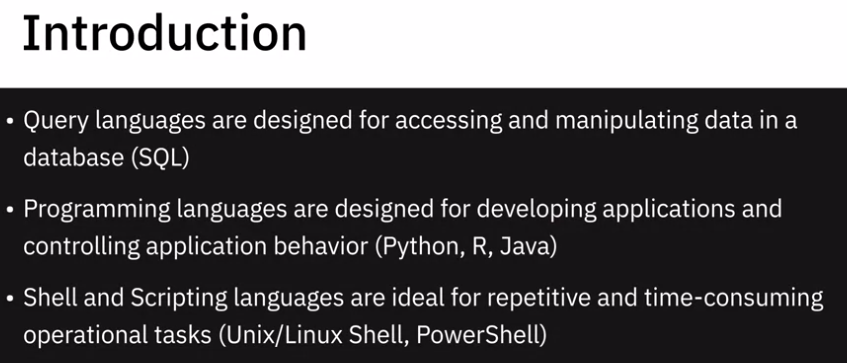 Introduction
• Query languages are designed for accessing and manipulating data in a
database (SQL)
• Programming languages are designed for developing applications and
controlling application behavior (Python, R, Java)
• Shell and Scripting languages are ideal for repetitive and time-consuming
operational tasks (Unix/Linux Shell, PowerShell)